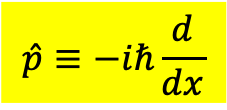 p̂ ≡ −iħ d/dx